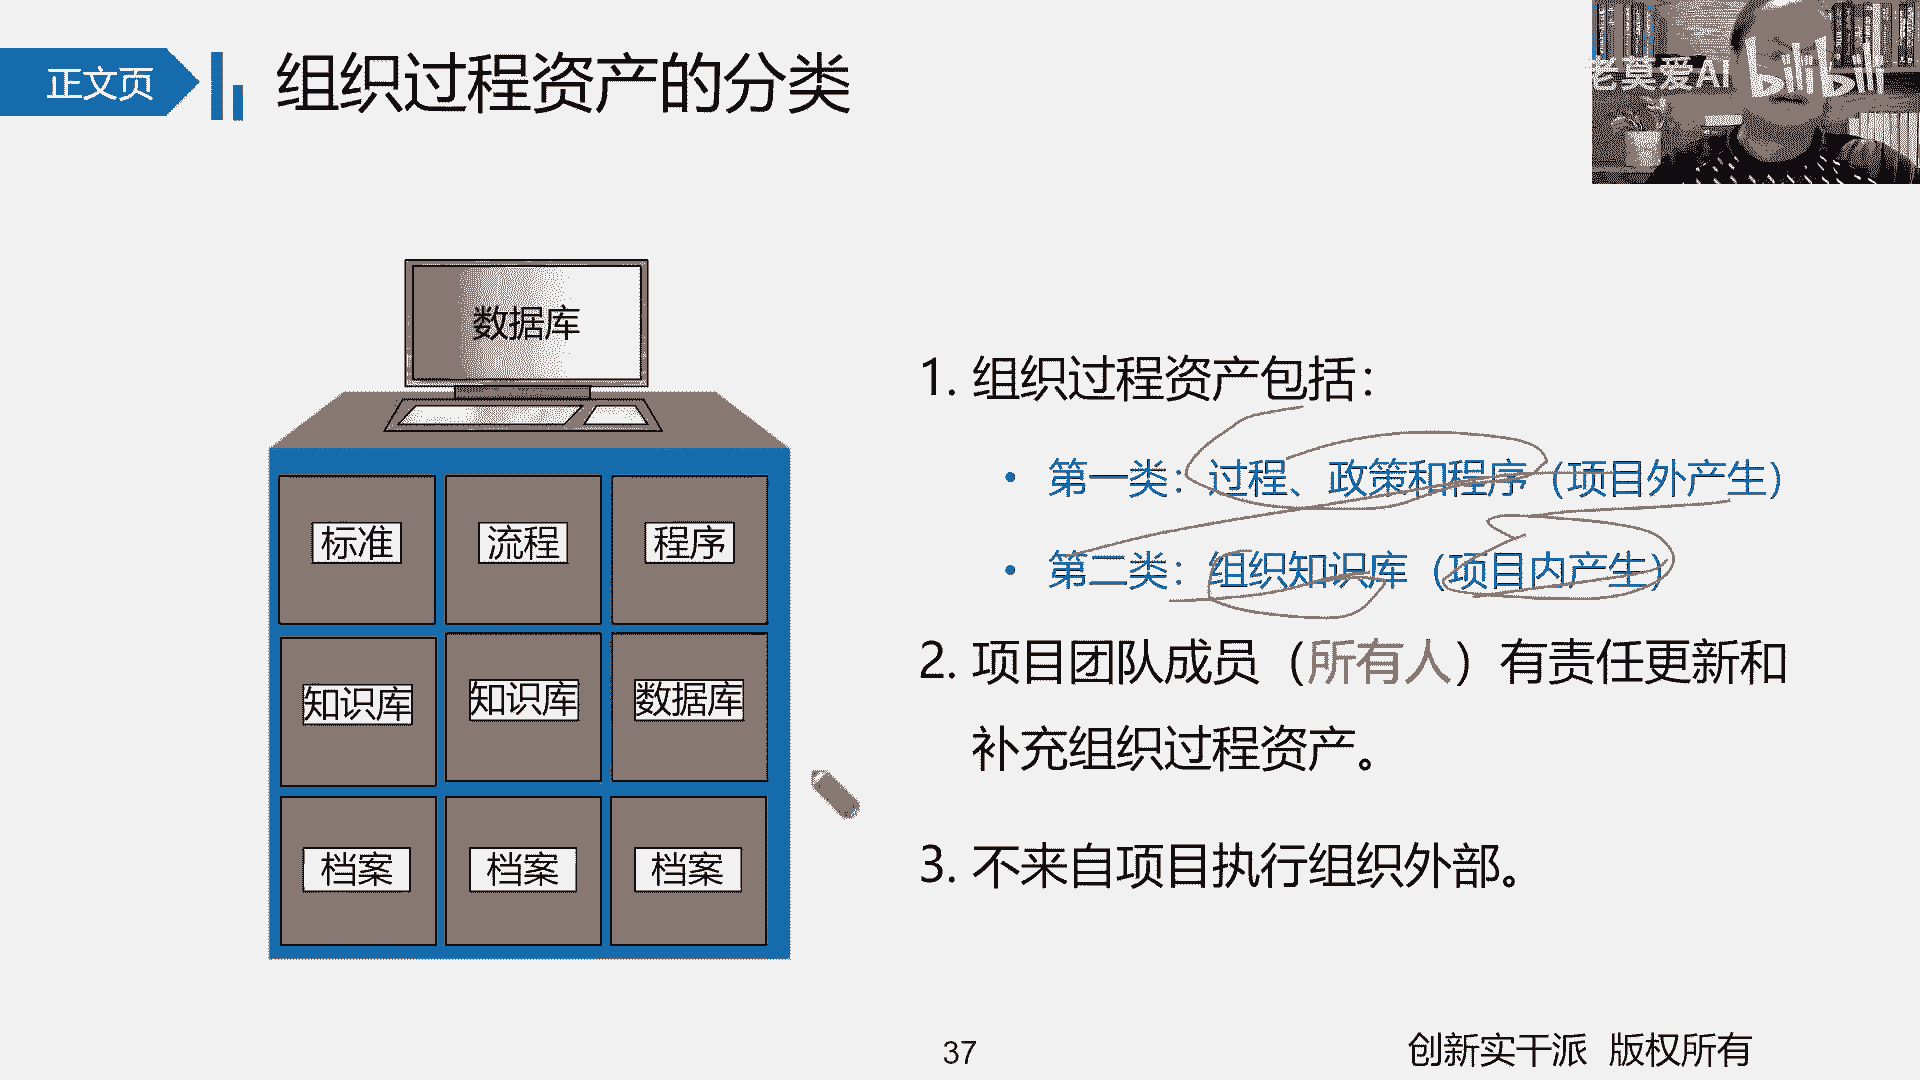 正文页
组织过程资产的分类
老莫爱AI bilibili
数据库
标准 流程 程序
知识库 知识库 数据库
档案 档案 档案
1. 组织过程资产包括：
• 第一类：过程、政策和程序（项目外产生）
• 第二类：组织知识库（项目内产生）
2. 项目团队成员（所有人）有责任更新和
补充组织过程资产。
3. 不来自项目执行组织外部。
37
创新实干派 版权所有